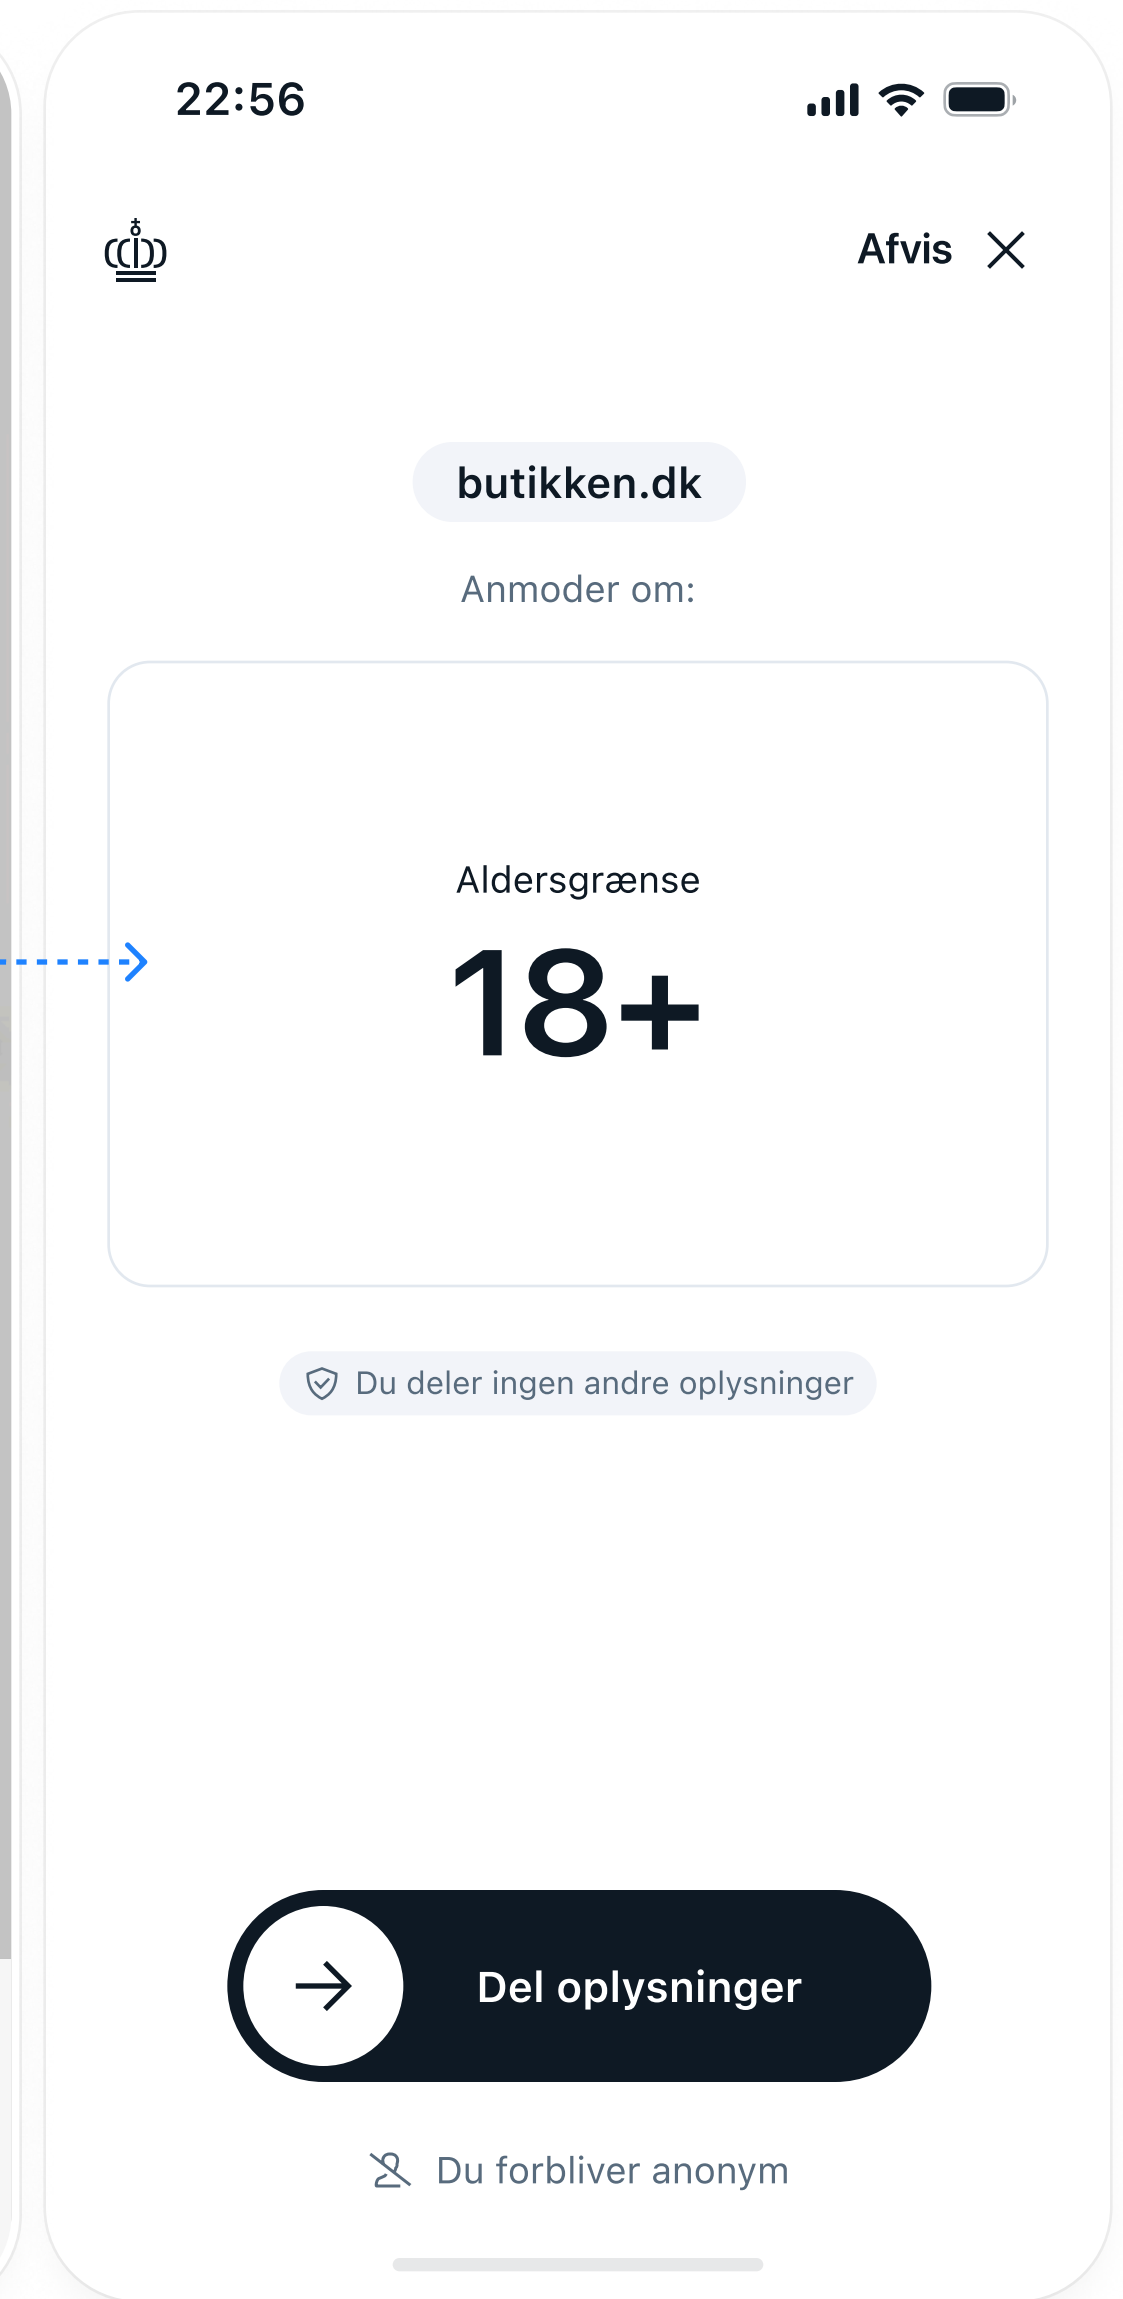 22:56
Afvis
butikken.dk
Anmoder om:
Aldersgrænse
18+
Du deler ingen andre oplysninger
Del oplysninger
Du forbliver anonym